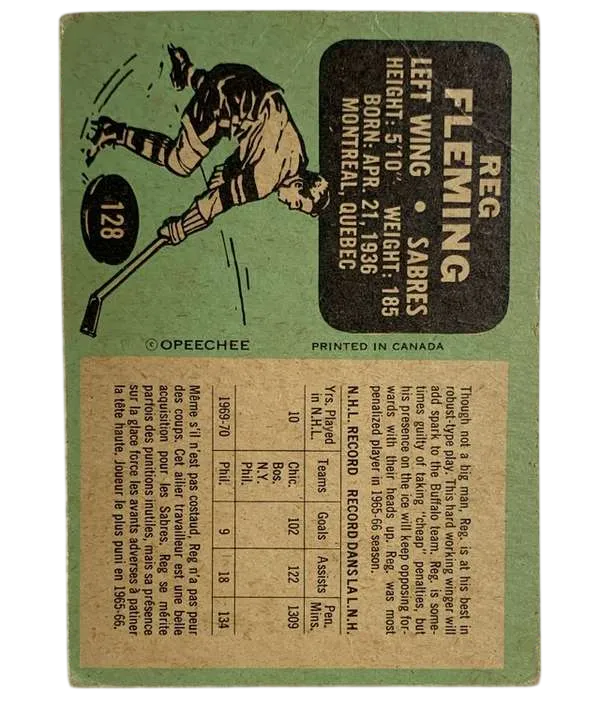 REG
FLEMING
LEFT WING • SABRES
HEIGHT: 5'10" WEIGHT: 185
BORN: APR. 21, 1936
MONTREAL, QUEBEC
128
© OPEECHEE
PRINTED IN CANADA
Though not a big man, Reg. is at his best in
robust-type play. This hard working winger will
add spark to the Buffalo team. Reg. is some-
times guilty of taking "cheap" penalties, but
his presence on the ice will keep opposing for-
wards with their heads up. Reg. was most
penalized player in 1965-66 season.
N.H.L. RECORD RECORD DANS LA L.N.H.
Yrs. Played in N.H.L. Teams Goals Assists Pen. Mins.
10 Chic. 102 122 1309
Bos.
N.Y.
Phil.
1969-70 Phil. 9 18 134
Même s'il n'est pas costaud, Reg n'a pas peur
des coups. Cet ailier travailleur est une belle
acquisition pour les Sabres, Reg se mérite
parfois des punitions inutiles, mais sa présence
sur la glace force les avants adverses à patiner
la tête haute. Joueur le plus puni en 1965-66.